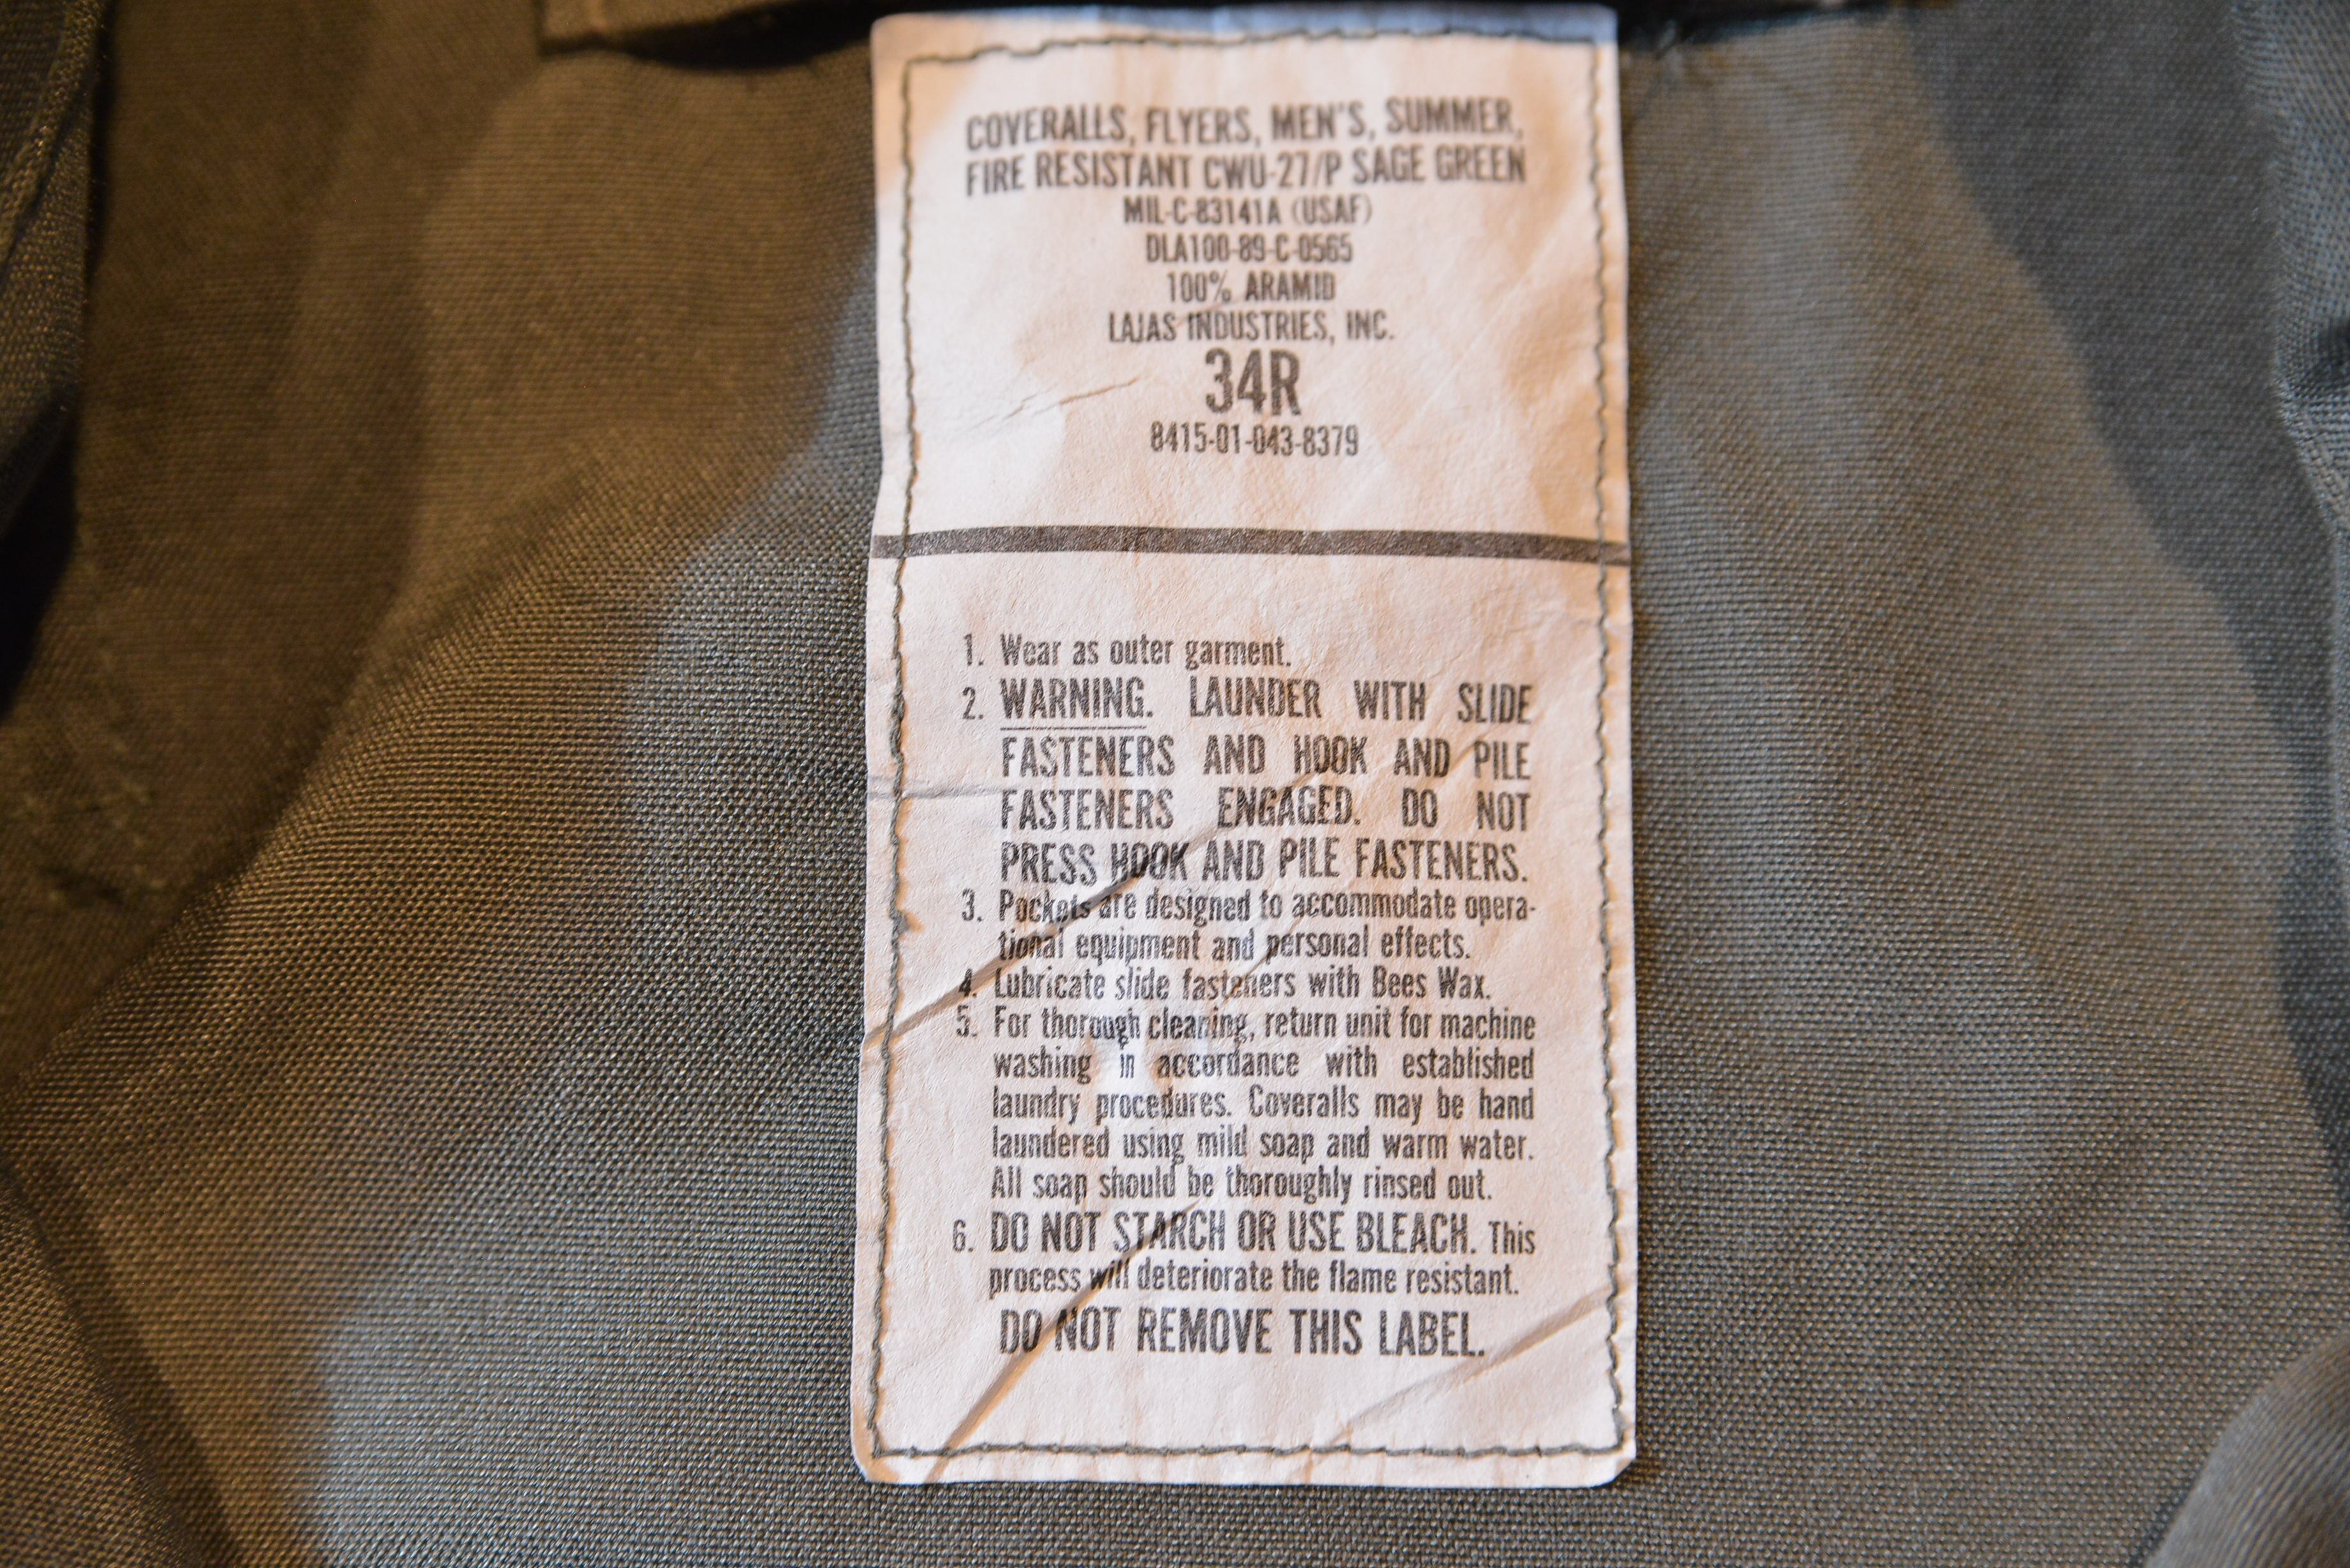 COVERALLS, FLYERS, MEN'S, SUMMER,
FIRE RESISTANT CWU-27/P SAGE GREEN
MIL-C-83141A (USAF)
DLA100-89-C-0565
100% ARAMID
LAJAS INDUSTRIES, INC.
34R
8415-01-043-8379
1. Wear as outer garment.
2. WARNING. LAUNDER WITH SLIDE
FASTENERS AND HOOK AND PILE
FASTENERS ENGAGED. DO NOT
PRESS HOOK AND PILE FASTENERS.
3. Pockets are designed to accommodate opera-
tional equipment and personal effects.
4. Lubricate slide fasteners with Bees Wax.
5. For thorough cleaning, return unit for machine
washing in accordance with established
laundry procedures. Coveralls may be hand
laundered using mild soap and warm water.
All soap should be thoroughly rinsed out.
6. DO NOT STARCH OR USE BLEACH. This
process will deteriorate the flame resistant.
DO NOT REMOVE THIS LABEL.